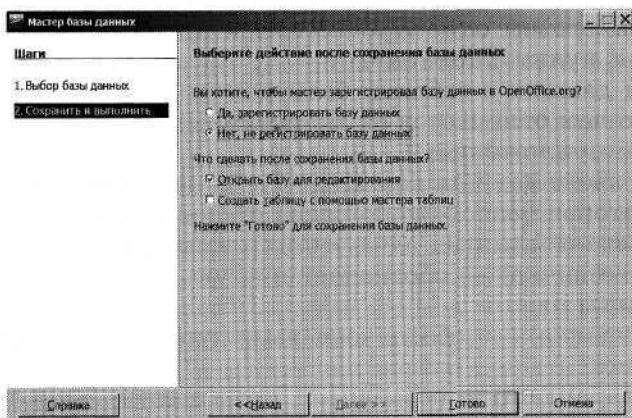 Мастер базы данных
Шаги
1. Выбор базы данных
2. Сохранить и выполнить
Выберите действие после сохранения базы данных
Вы хотите, чтобы мастер зарегистрировал базу данных в OpenOffice.org?
Да, зарегистрировать базу данных
Нет, не регистрировать базу данных
Что сделать после сохранения базы данных?
Открыть базу для редактирования
Создать таблицу с помощью мастера таблиц
Нажмите "Готово" для сохранения базы данных.
Справка
<<Назад
Далее >>
Готово
Отмена